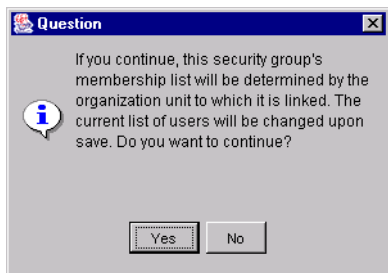 Question
If you continue, this security group's
membership list will be determined by the
organization unit to which it is linked. The
current list of users will be changed upon
save. Do you want to continue?
Yes
No